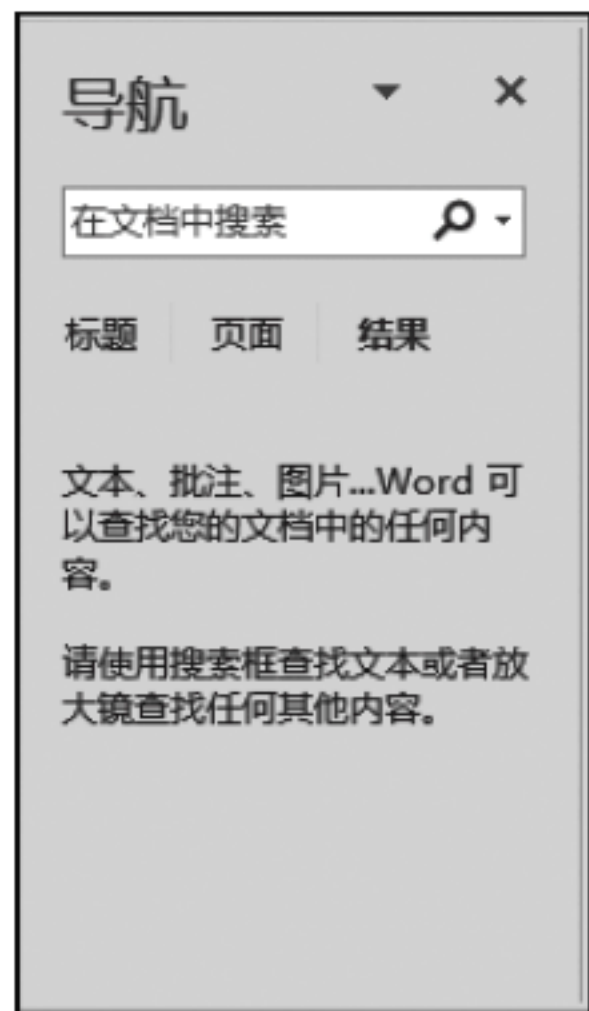 导航
在文档中搜索
标题 页面 结果
文本、批注、图片...Word 可
以查找您的文档中的任何内
容。
请使用搜索框查找文本或者放
大镜查找任何其他内容。